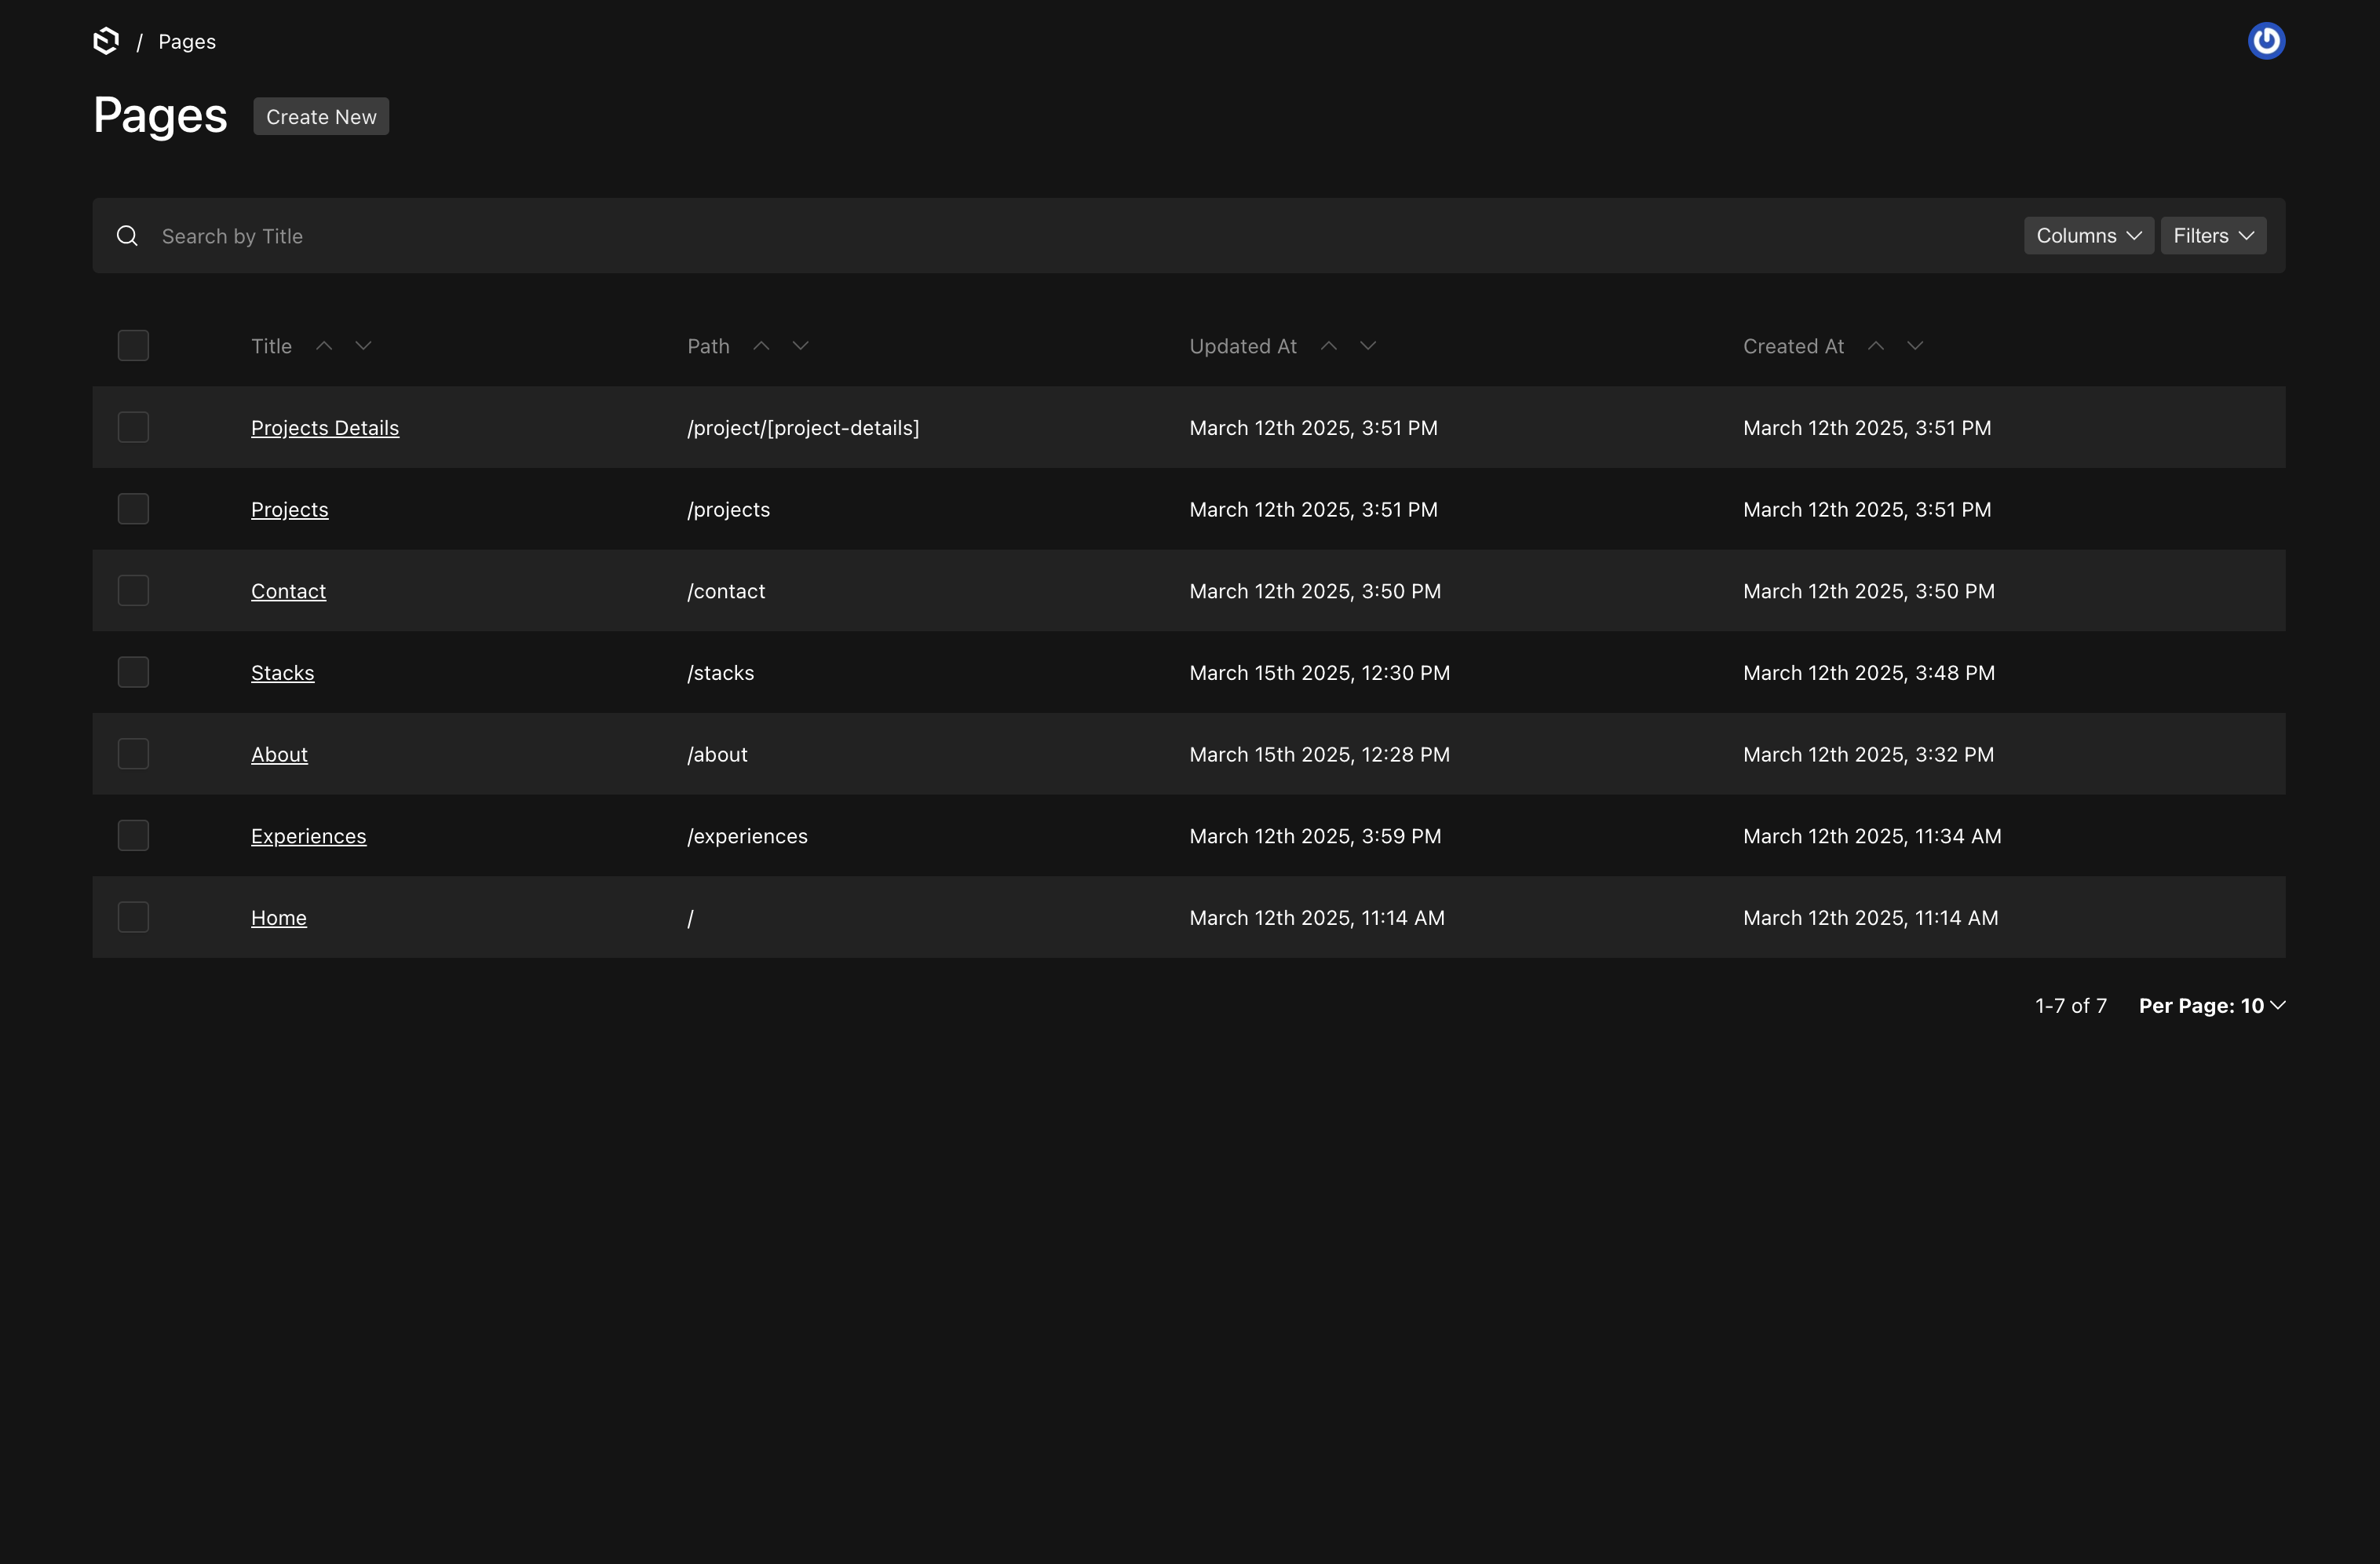 / Pages
Pages Create New
Search by Title Columns Filters
Title Path Updated At Created At
Projects Details /project/[project-details] March 12th 2025, 3:51 PM March 12th 2025, 3:51 PM
Projects /projects March 12th 2025, 3:51 PM March 12th 2025, 3:51 PM
Contact /contact March 12th 2025, 3:50 PM March 12th 2025, 3:50 PM
Stacks /stacks March 15th 2025, 12:30 PM March 12th 2025, 3:48 PM
About /about March 15th 2025, 12:28 PM March 12th 2025, 3:32 PM
Experiences /experiences March 12th 2025, 3:59 PM March 12th 2025, 11:34 AM
Home / March 12th 2025, 11:14 AM March 12th 2025, 11:14 AM
1-7 of 7 Per Page: 10